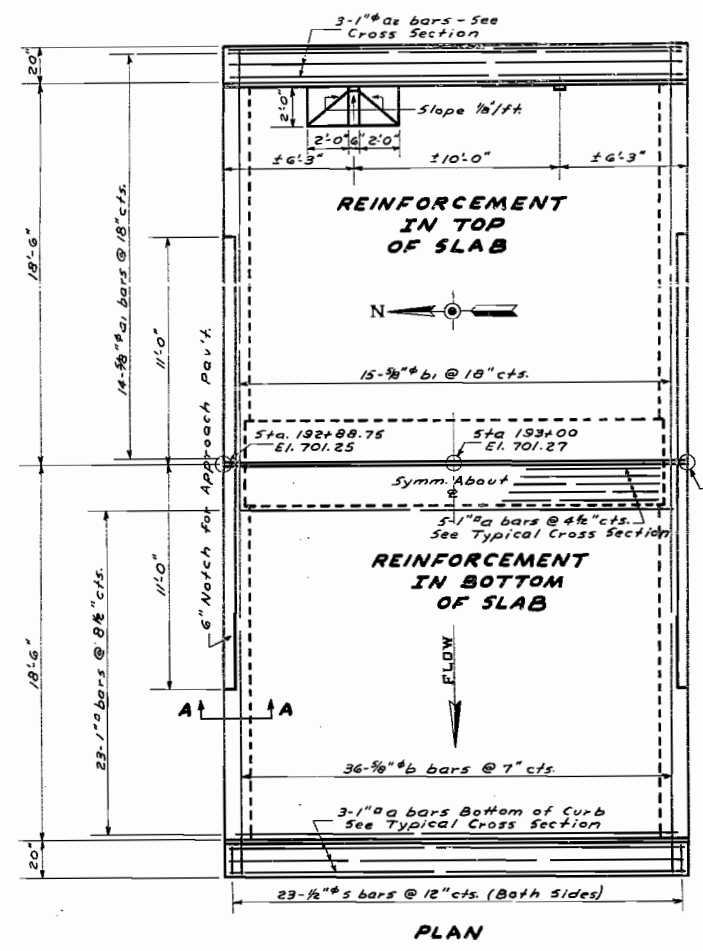 3-1"ϕ a2 bars - See
Cross Section
20"
2'-0"
Slope 1/8"/ft.
2'-0" 6" 2'-0"
±6'-3"
±10'-0"
±6'-3"
REINFORCEMENT
IN TOP
OF SLAB
18'-6"
14-5/8"ϕ a1 bars @ 18" cts.
11'-0"
N
15-5/8"ϕ b1 @ 18" cts.
6" Notch for Approach Pav't.
Sta. 192+88.75
El. 701.25
Sta 193+00
El. 701.27
Symm. About
℄
5-1"□ a bars @ 4½" cts.
See Typical Cross Section
REINFORCEMENT
IN BOTTOM
OF SLAB
11'-0"
18'-6"
23-1"□ bars @ 8½" cts.
FLOW
A A
36-5/8"ϕ b bars @ 7" cts.
3-1"□ a bars Bottom of Curb
See Typical Cross Section
20"
23-½"ϕ s bars @ 12" cts. (Both Sides)
PLAN